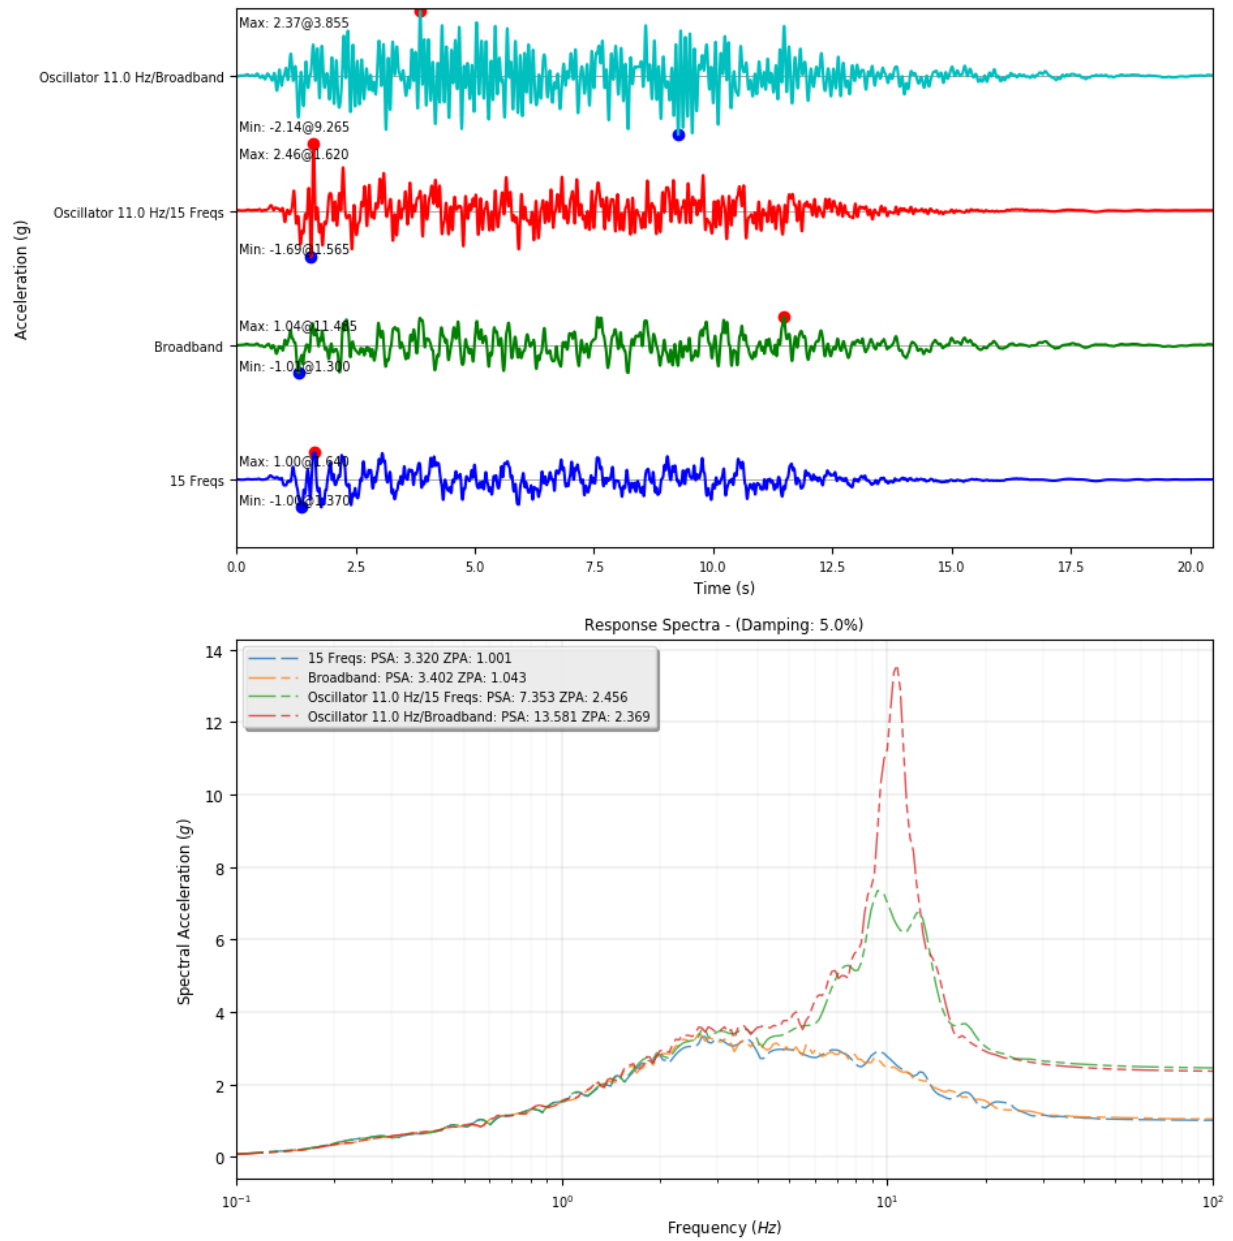 Max: 2.37@3.855
Oscillator 11.0 Hz/Broadband
Min: -2.14@9.265
Max: 2.46@1.620
Oscillator 11.0 Hz/15 Freqs
Min: -1.69@1.565
Acceleration (g)
Max: 1.04@11.485
Broadband
Min: -1.01@1.300
Max: 1.00@1.640
15 Freqs
Min: -1.00@1.370
0.0 2.5 5.0 7.5 10.0 12.5 15.0 17.5 20.0
Time (s)
Response Spectra - (Damping: 5.0%)
15 Freqs: PSA: 3.320 ZPA: 1.001
Broadband: PSA: 3.402 ZPA: 1.043
Oscillator 11.0 Hz/15 Freqs: PSA: 7.353 ZPA: 2.456
Oscillator 11.0 Hz/Broadband: PSA: 13.581 ZPA: 2.369
14
12
10
8
6
4
2
0
Spectral Acceleration (g)
10⁻¹ 10⁰ 10¹ 10²
Frequency (Hz)